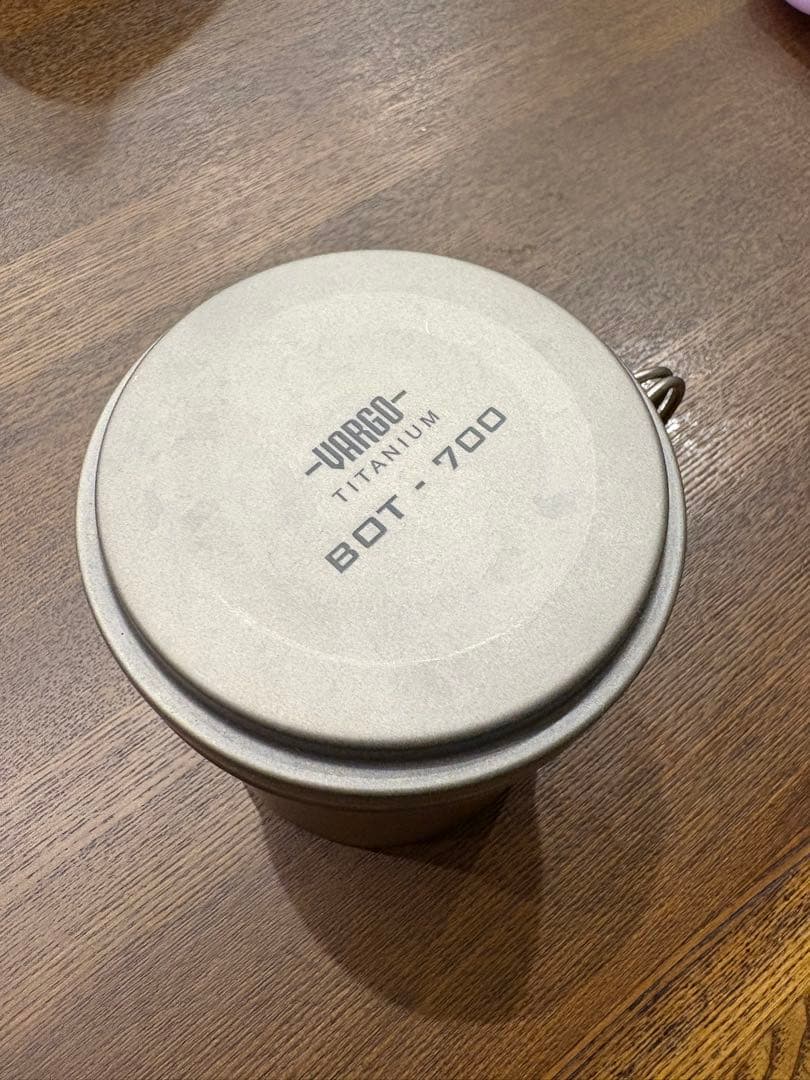 -VARGO-
TITANIUM
BOT - 700